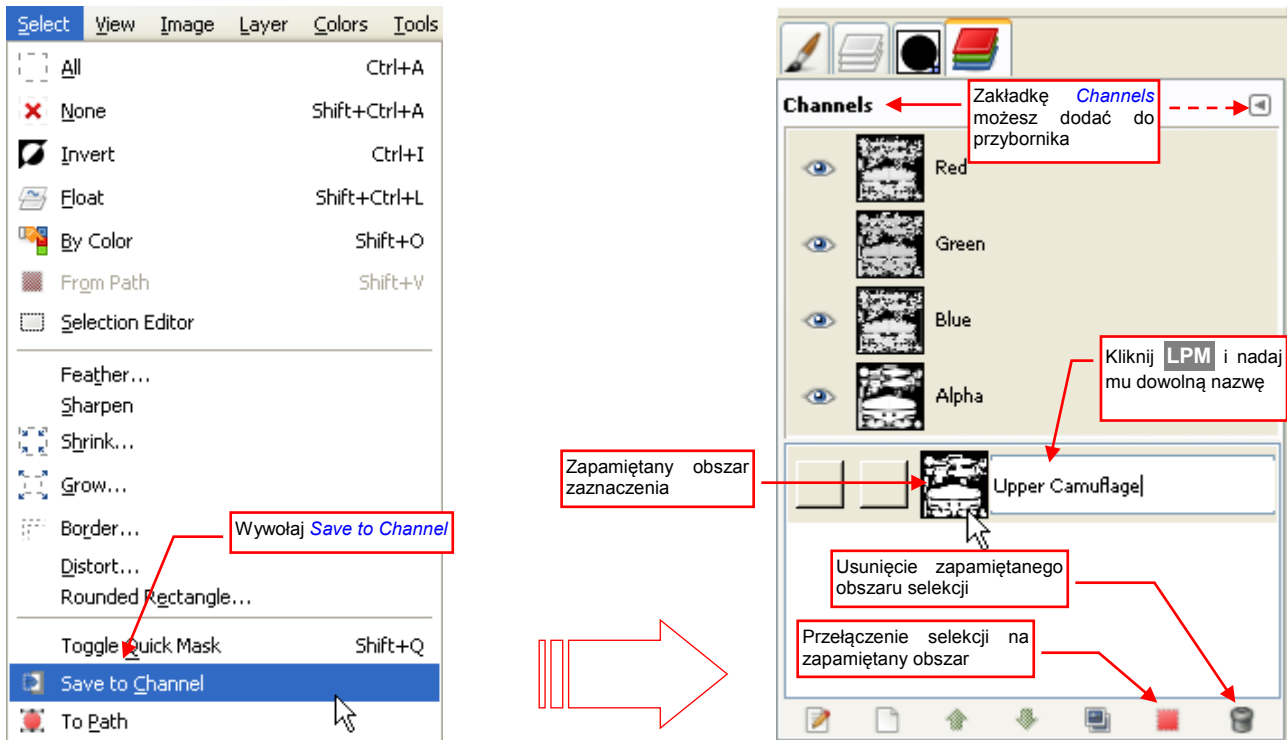 Select View Image Layer Colors Tools
All Ctrl+A
None Shift+Ctrl+A
Invert Ctrl+I
Float Shift+Ctrl+L
By Color Shift+O
From Path Shift+V
Selection Editor
Feather...
Sharpen
Shrink...
Grow...
Border...
Wywołaj Save to Channel
Distort...
Rounded Rectangle...
Toggle Quick Mask Shift+Q
Save to Channel
To Path
Channels
Zakładkę Channels
możesz dodać do
przybornika
Red
Green
Blue
Alpha
Kliknij LPM i nadaj
mu dowolną nazwę
Zapamiętany obszar
zaznaczenia
Upper Camuflage
Usunięcie zapamiętanego
obszaru selekcji
Przełączenie selekcji na
zapamiętany obszar